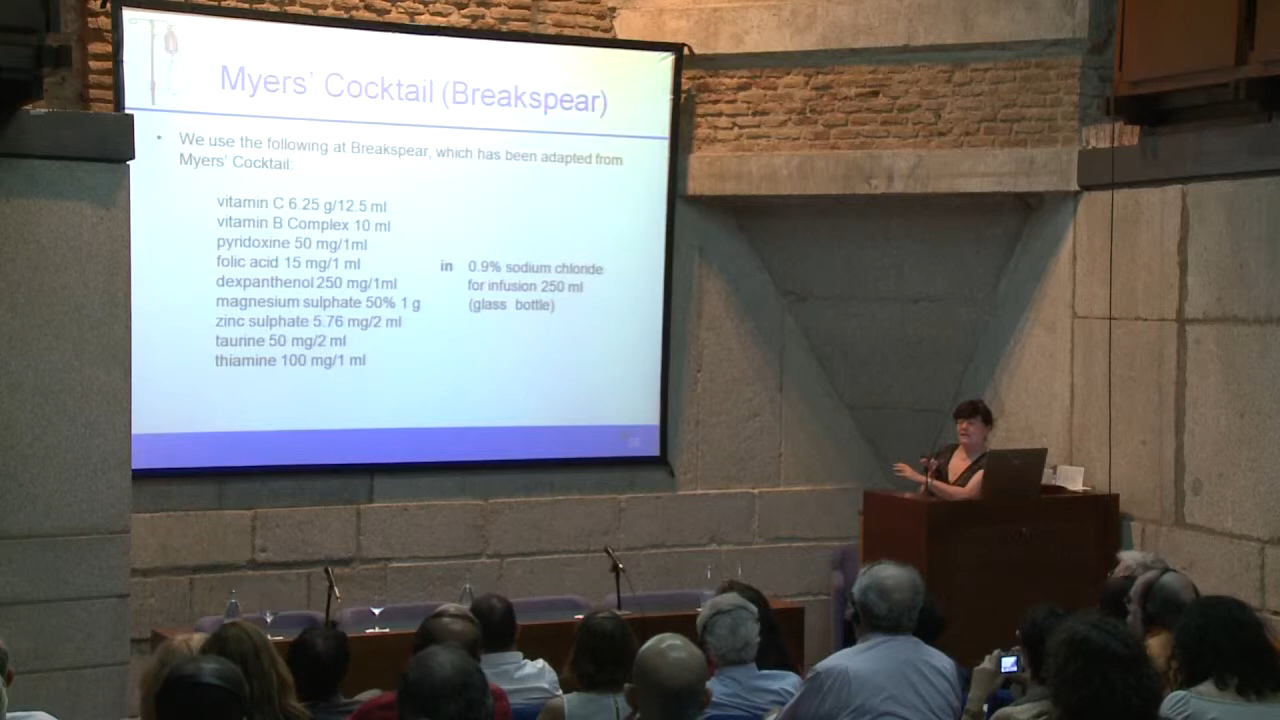 Myers' Cocktail (Breakspear)
• We use the following at Breakspear, which has been adapted from
Myers' Cocktail:
vitamin C 6.25 g/12.5 ml
vitamin B Complex 10 ml
pyridoxine 50 mg/1ml
folic acid 15 mg/1 ml
dexpanthenol 250 mg/1ml
magnesium sulphate 50% 1 g
zinc sulphate 5.76 mg/2 ml
taurine 50 mg/2 ml
thiamine 100 mg/1 ml
in 0.9% sodium chloride
for infusion 250 ml
(glass bottle)